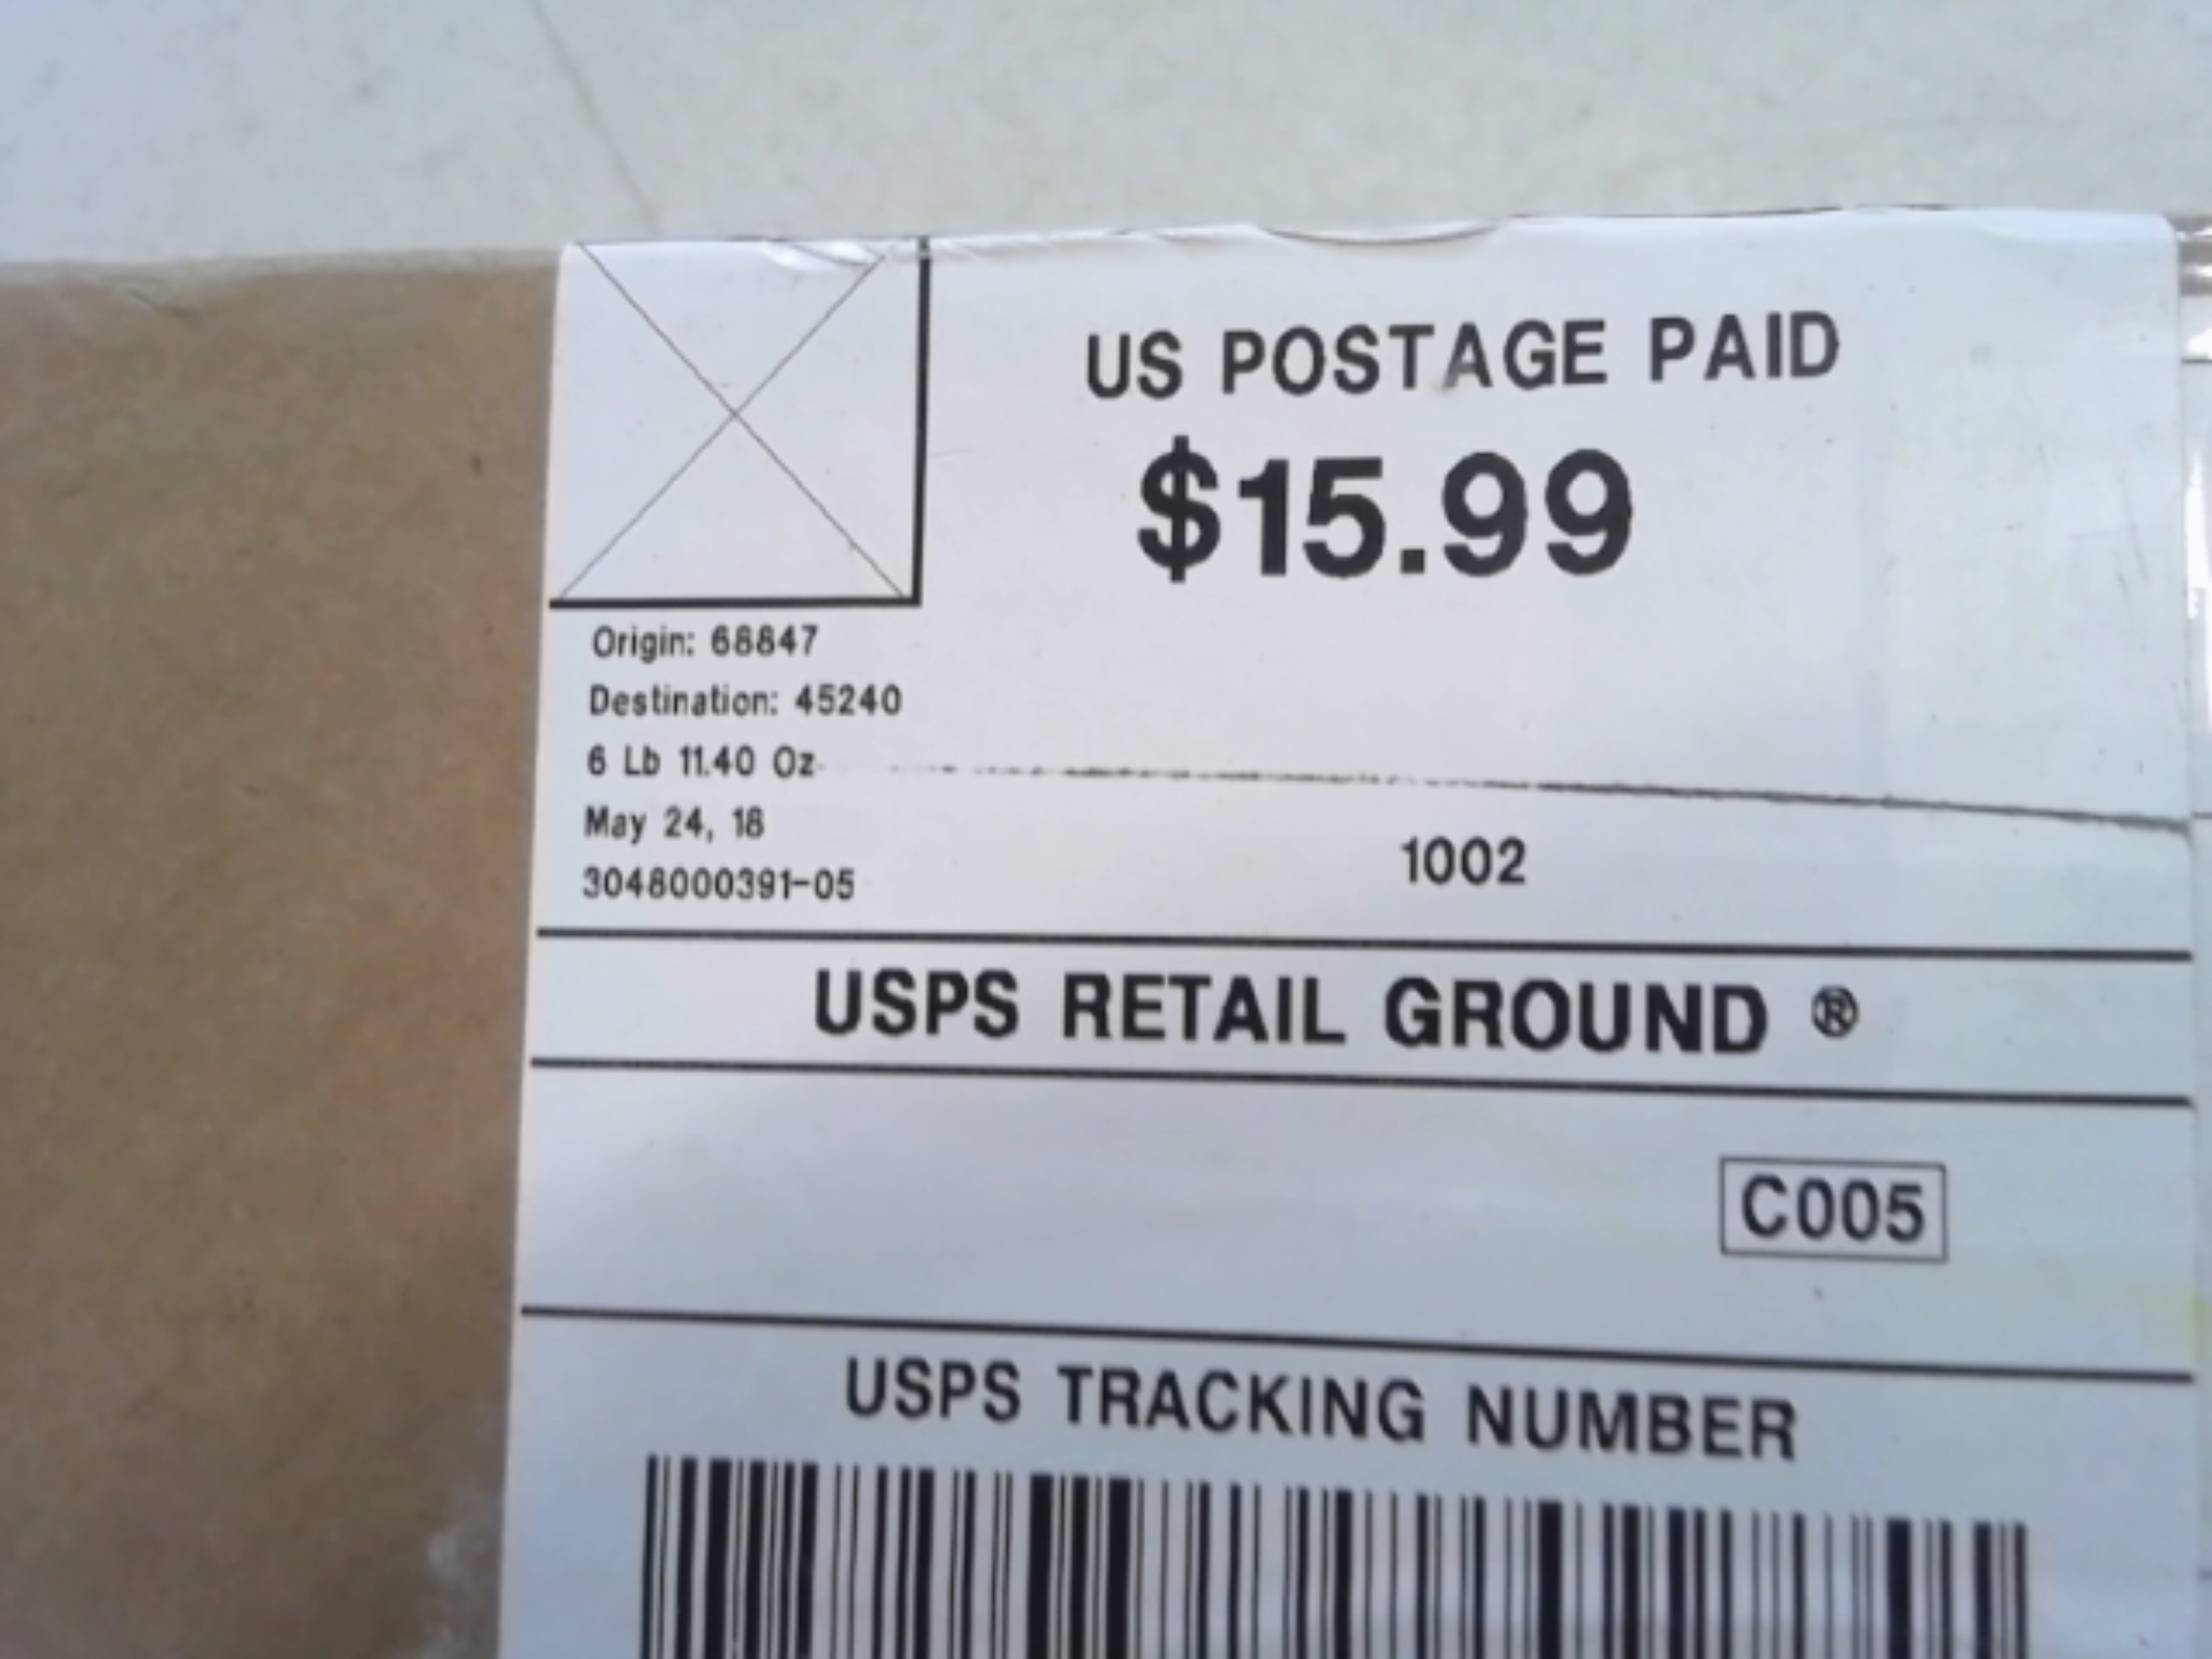 US POSTAGE PAID
$15.99
Origin: 68847
Destination: 45240
6 Lb 11.40 Oz
May 24, 18
3048000391-05
1002
USPS RETAIL GROUND ®
C005
USPS TRACKING NUMBER